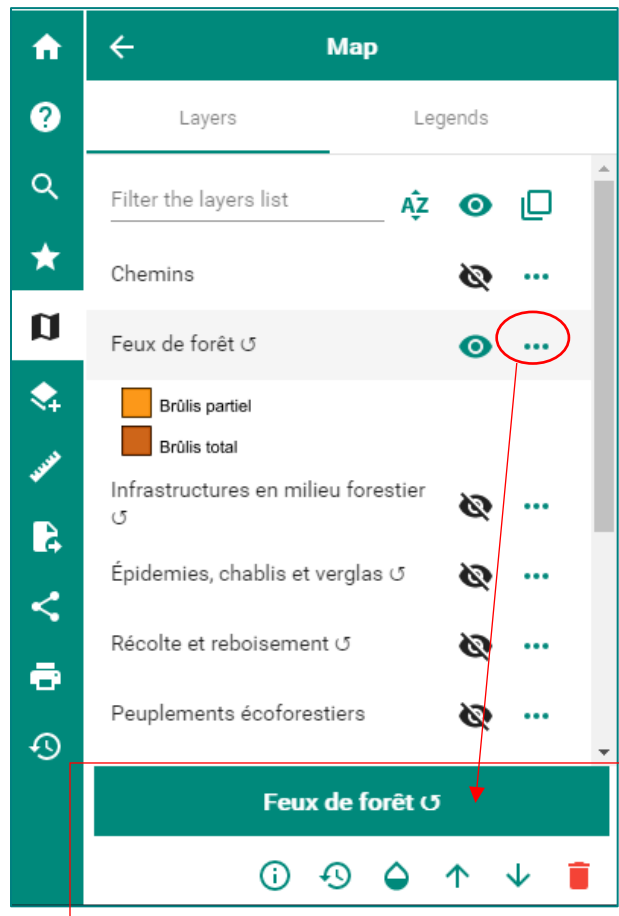 Map
Layers
Legends
Filter the layers list
AZ
Chemins
Feux de forêt ↺
Brûlis partiel
Brûlis total
Infrastructures en milieu forestier
↺
Épidemies, chablis et verglas ↺
Récolte et reboisement ↺
Peuplements écoforestiers
Feux de forêt ↺